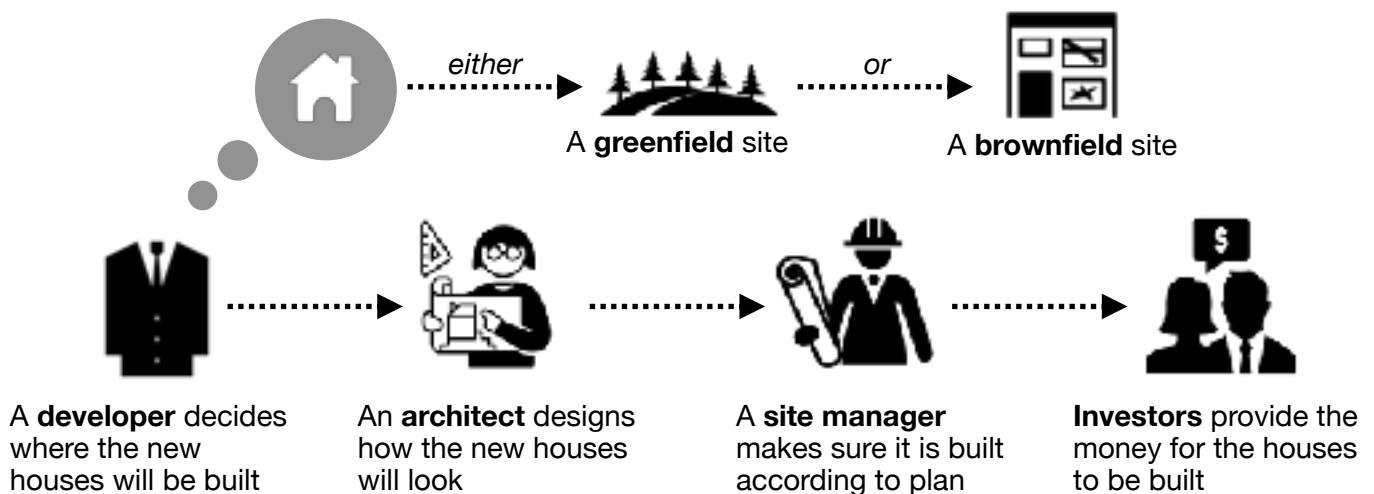 either
or
A greenfield site
A brownfield site
$
A developer decides
where the new
houses will be built
An architect designs
how the new houses
will look
A site manager
makes sure it is built
according to plan
Investors provide the
money for the houses
to be built